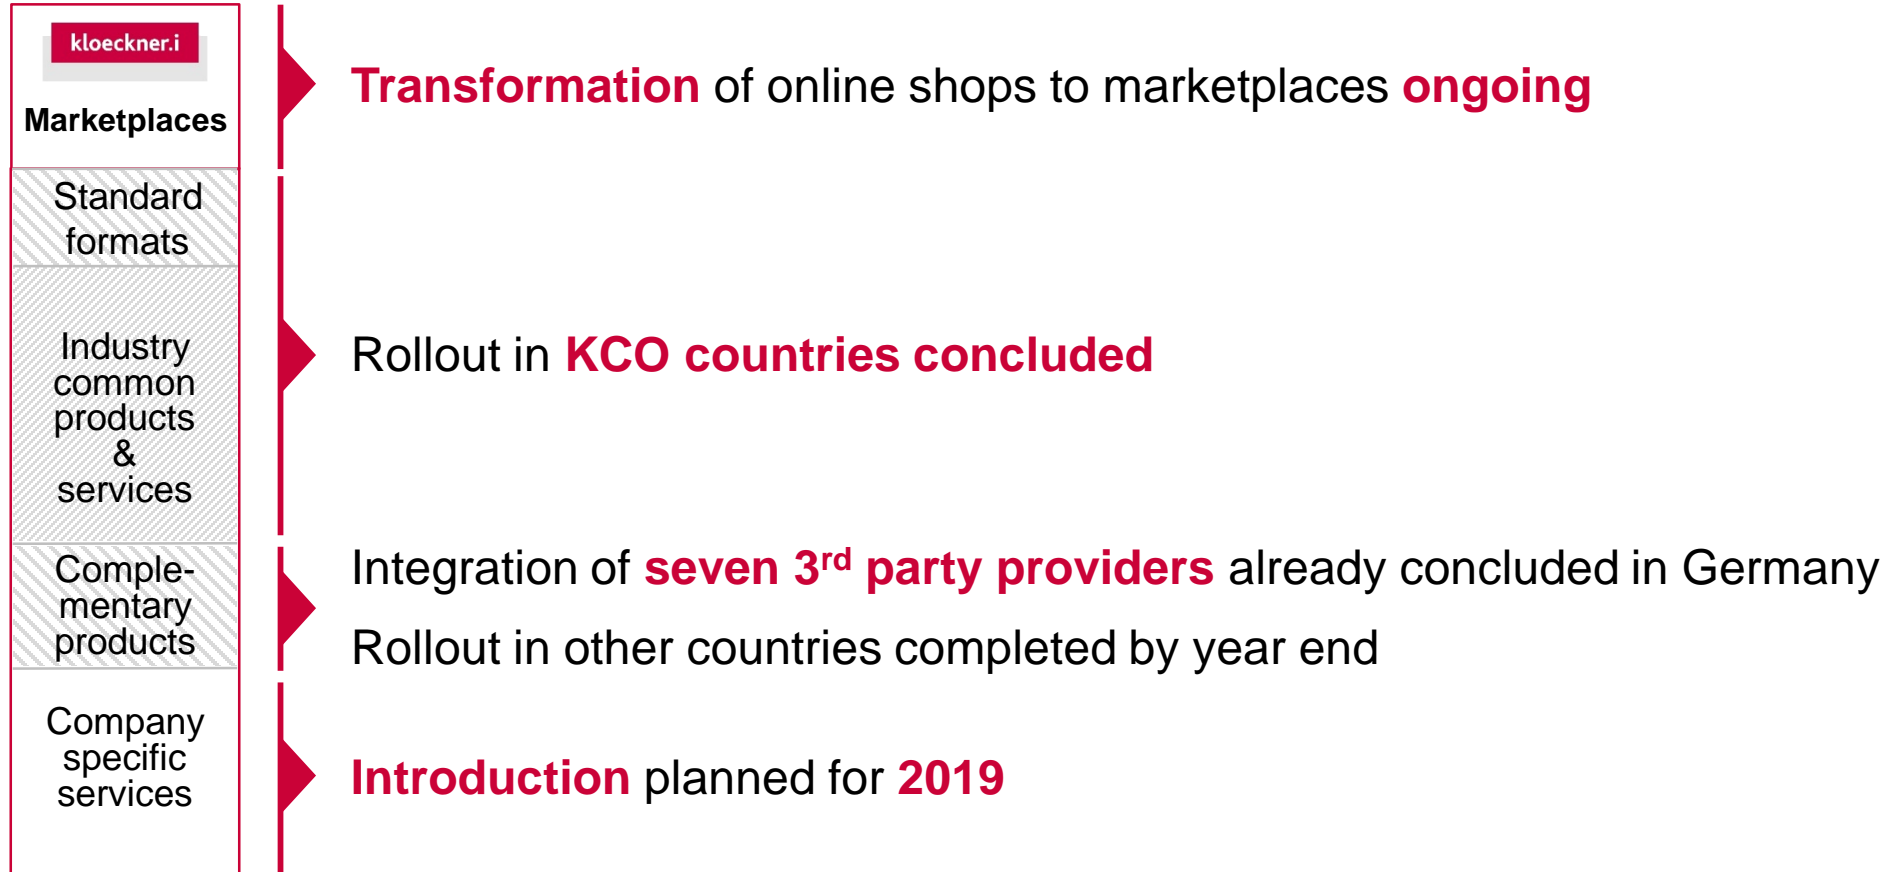 kloeckner.i
Marketplaces
Transformation of online shops to marketplaces ongoing
Standard
formats
Industry
common
products
&
services
Rollout in KCO countries concluded
Comple-
mentary
products
Integration of seven 3rd party providers already concluded in Germany
Rollout in other countries completed by year end
Company
specific
services
Introduction planned for 2019